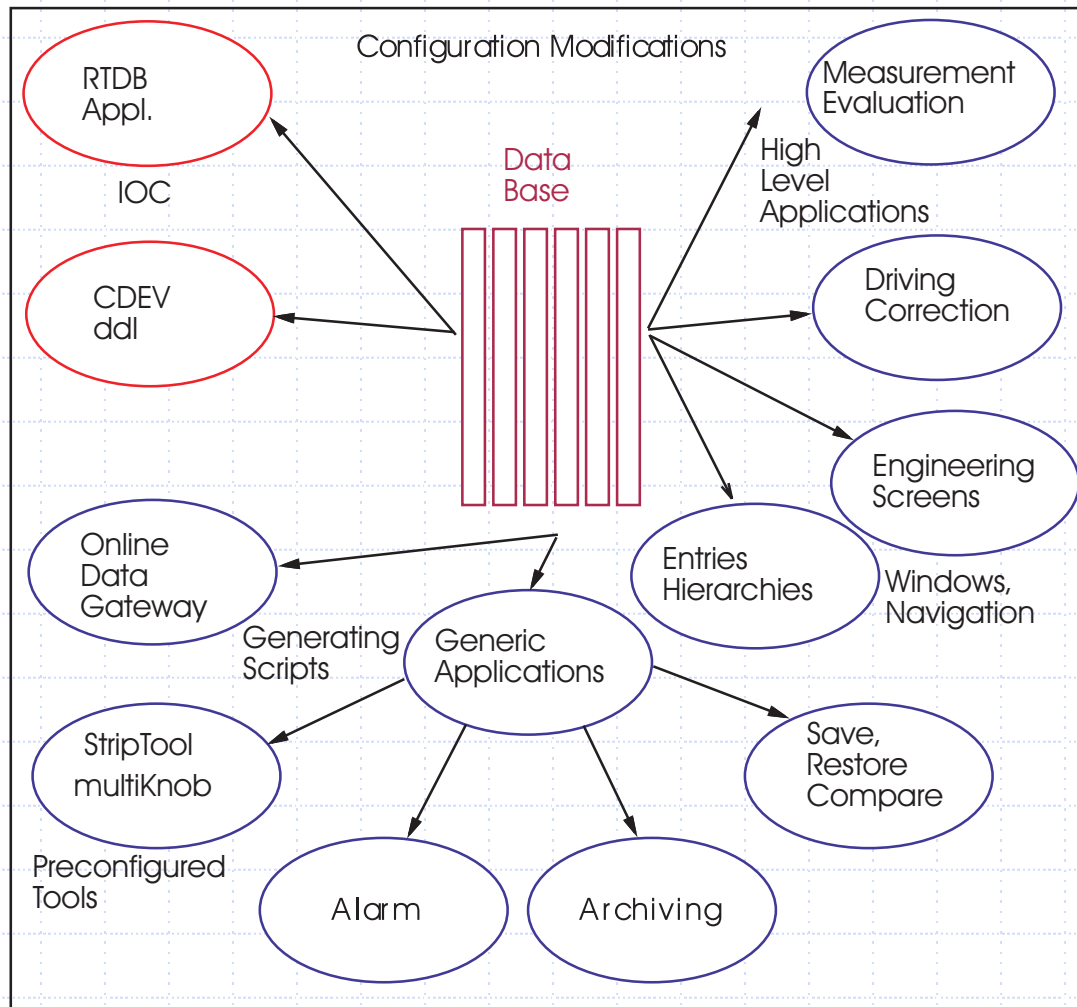 Configuration Modifications
RTDB
Appl.
IOC
CDEV
ddl
Data
Base
Measurement
Evaluation
High
Level
Applications
Driving
Correction
Engineering
Screens
Entries
Hierarchies
Windows,
Navigation
Online
Data
Gateway
Generating
Scripts
Generic
Applications
StripTool
multiKnob
Preconfigured
Tools
Save,
Restore
Compare
Alarm
Archiving